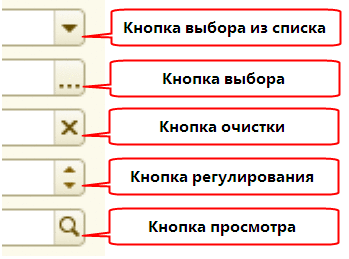 Кнопка выбора из списка
Кнопка выбора
Кнопка очистки
Кнопка регулирования
Кнопка просмотра